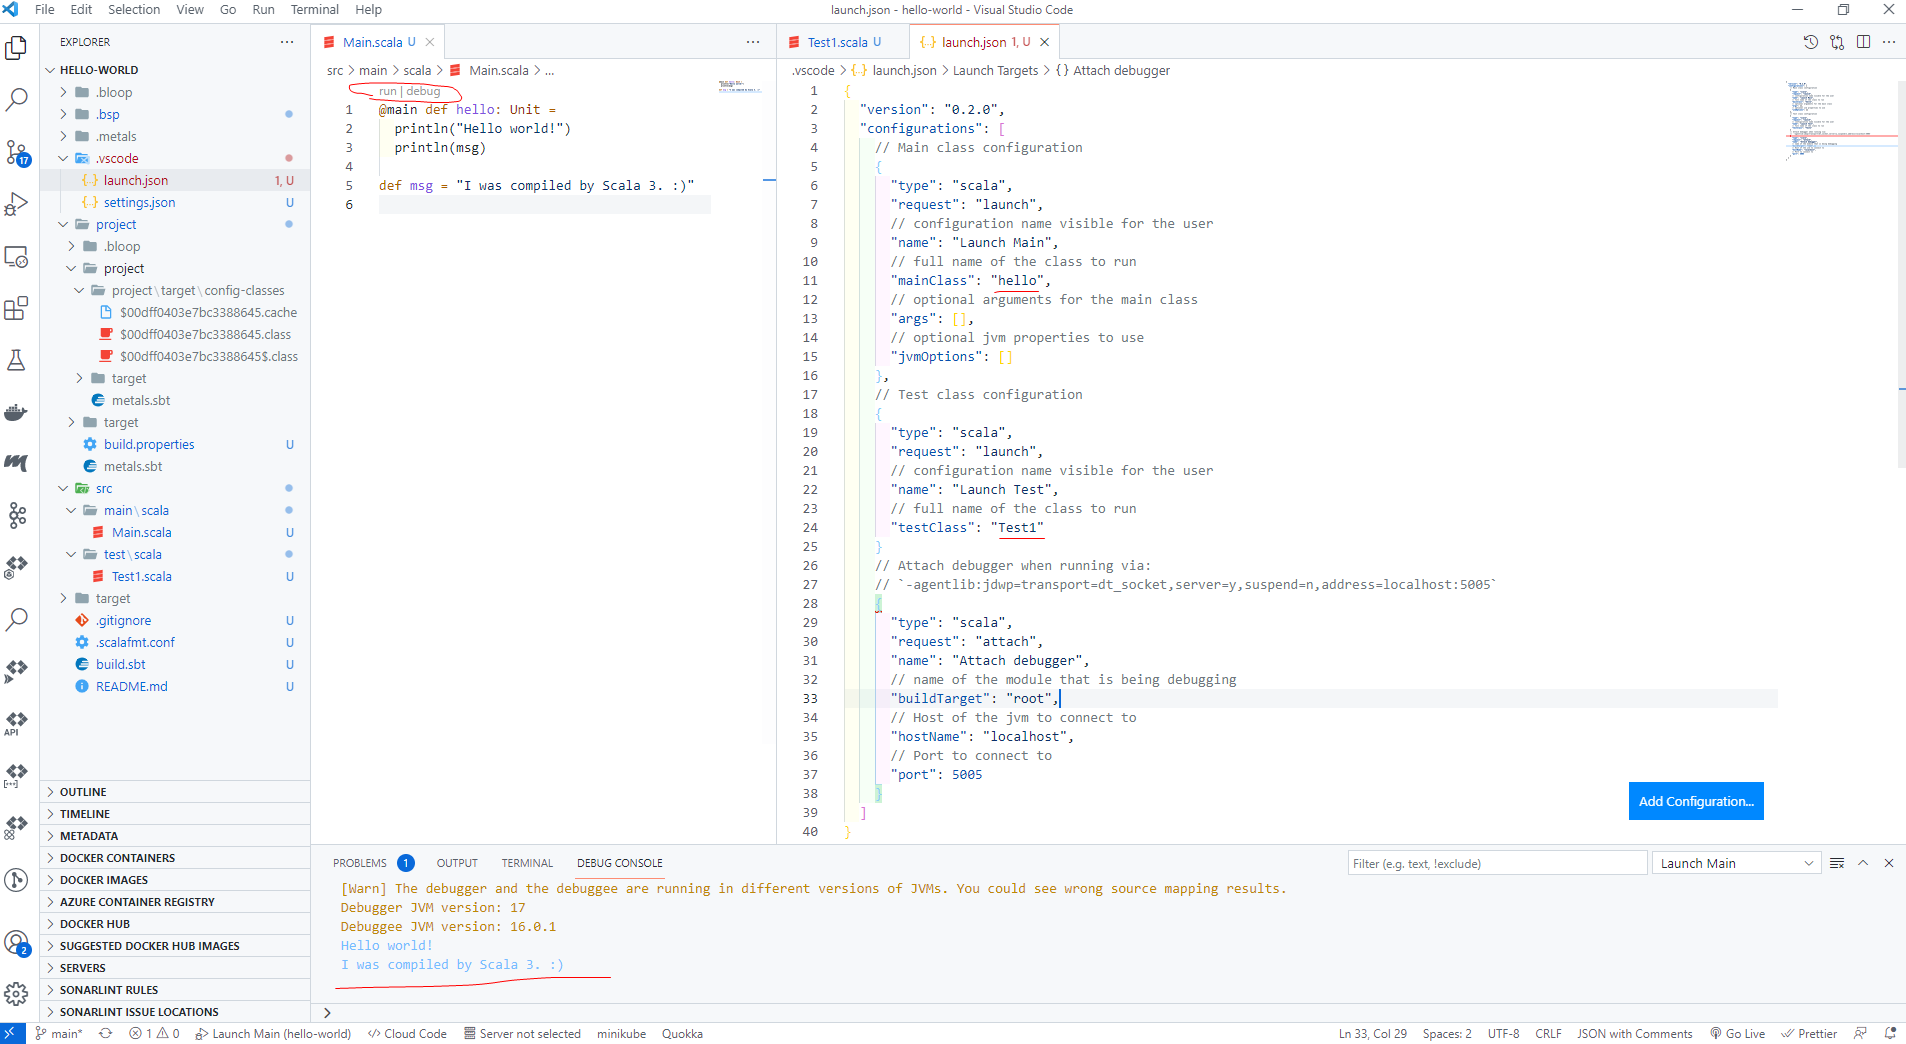 File Edit Selection View Go Run Terminal Help
launch.json - hello-world - Visual Studio Code
EXPLORER
HELLO-WORLD
.bloop
.bsp
.metals
.vscode
launch.json 1, U
settings.json U
project
.bloop
project
project\target\config-classes
$00dff0403e7bc3388645.cache
$00dff0403e7bc3388645.class
$00dff0403e7bc3388645$.class
target
metals.sbt
target
build.properties U
metals.sbt
src
main\scala
Main.scala U
test\scala
Test1.scala U
target
.gitignore U
.scalafmt.conf U
build.sbt U
README.md U
OUTLINE
TIMELINE
METADATA
DOCKER CONTAINERS
DOCKER IMAGES
AZURE CONTAINER REGISTRY
DOCKER HUB
SUGGESTED DOCKER HUB IMAGES
SERVERS
SONARLINT RULES
SONARLINT ISSUE LOCATIONS
17
API
2
Main.scala U
src > main > scala > Main.scala > ...
run | debug
1 @main def hello: Unit =
2 println("Hello world!")
3 println(msg)
4
5 def msg = "I was compiled by Scala 3. :)"
6
Test1.scala U
launch.json 1, U
.vscode > {..} launch.json > Launch Targets > {} Attach debugger
1 {
2 "version": "0.2.0",
3 "configurations": [
4 // Main class configuration
5 {
6 "type": "scala",
7 "request": "launch",
8 // configuration name visible for the user
9 "name": "Launch Main",
10 // full name of the class to run
11 "mainClass": "hello",
12 // optional arguments for the main class
13 "args": [],
14 // optional jvm properties to use
15 "jvmOptions": []
16 },
17 // Test class configuration
18 {
19 "type": "scala",
20 "request": "launch",
21 // configuration name visible for the user
22 "name": "Launch Test",
23 // full name of the class to run
24 "testClass": "Test1"
25 }
26 // Attach debugger when running via:
27 // `-agentlib:jdwp=transport=dt_socket,server=y,suspend=n,address=localhost:5005`
28 {
29 "type": "scala",
30 "request": "attach",
31 "name": "Attach debugger",
32 // name of the module that is being debugging
33 "buildTarget": "root",
34 // Host of the jvm to connect to
35 "hostName": "localhost",
36 // Port to connect to
37 "port": 5005
38 }
39 ]
40 }
Add Configuration...
PROBLEMS 1 OUTPUT TERMINAL DEBUG CONSOLE
Filter (e.g. text, !exclude)
Launch Main
[Warn] The debugger and the debuggee are running in different versions of JVMs. You could see wrong source mapping results.
Debugger JVM version: 17
Debuggee JVM version: 16.0.1
Hello world!
I was compiled by Scala 3. :)
main* 1 0 Launch Main (hello-world) Cloud Code Server not selected minikube Quokka
Ln 33, Col 29 Spaces: 2 UTF-8 CRLF JSON with Comments Go Live Prettier